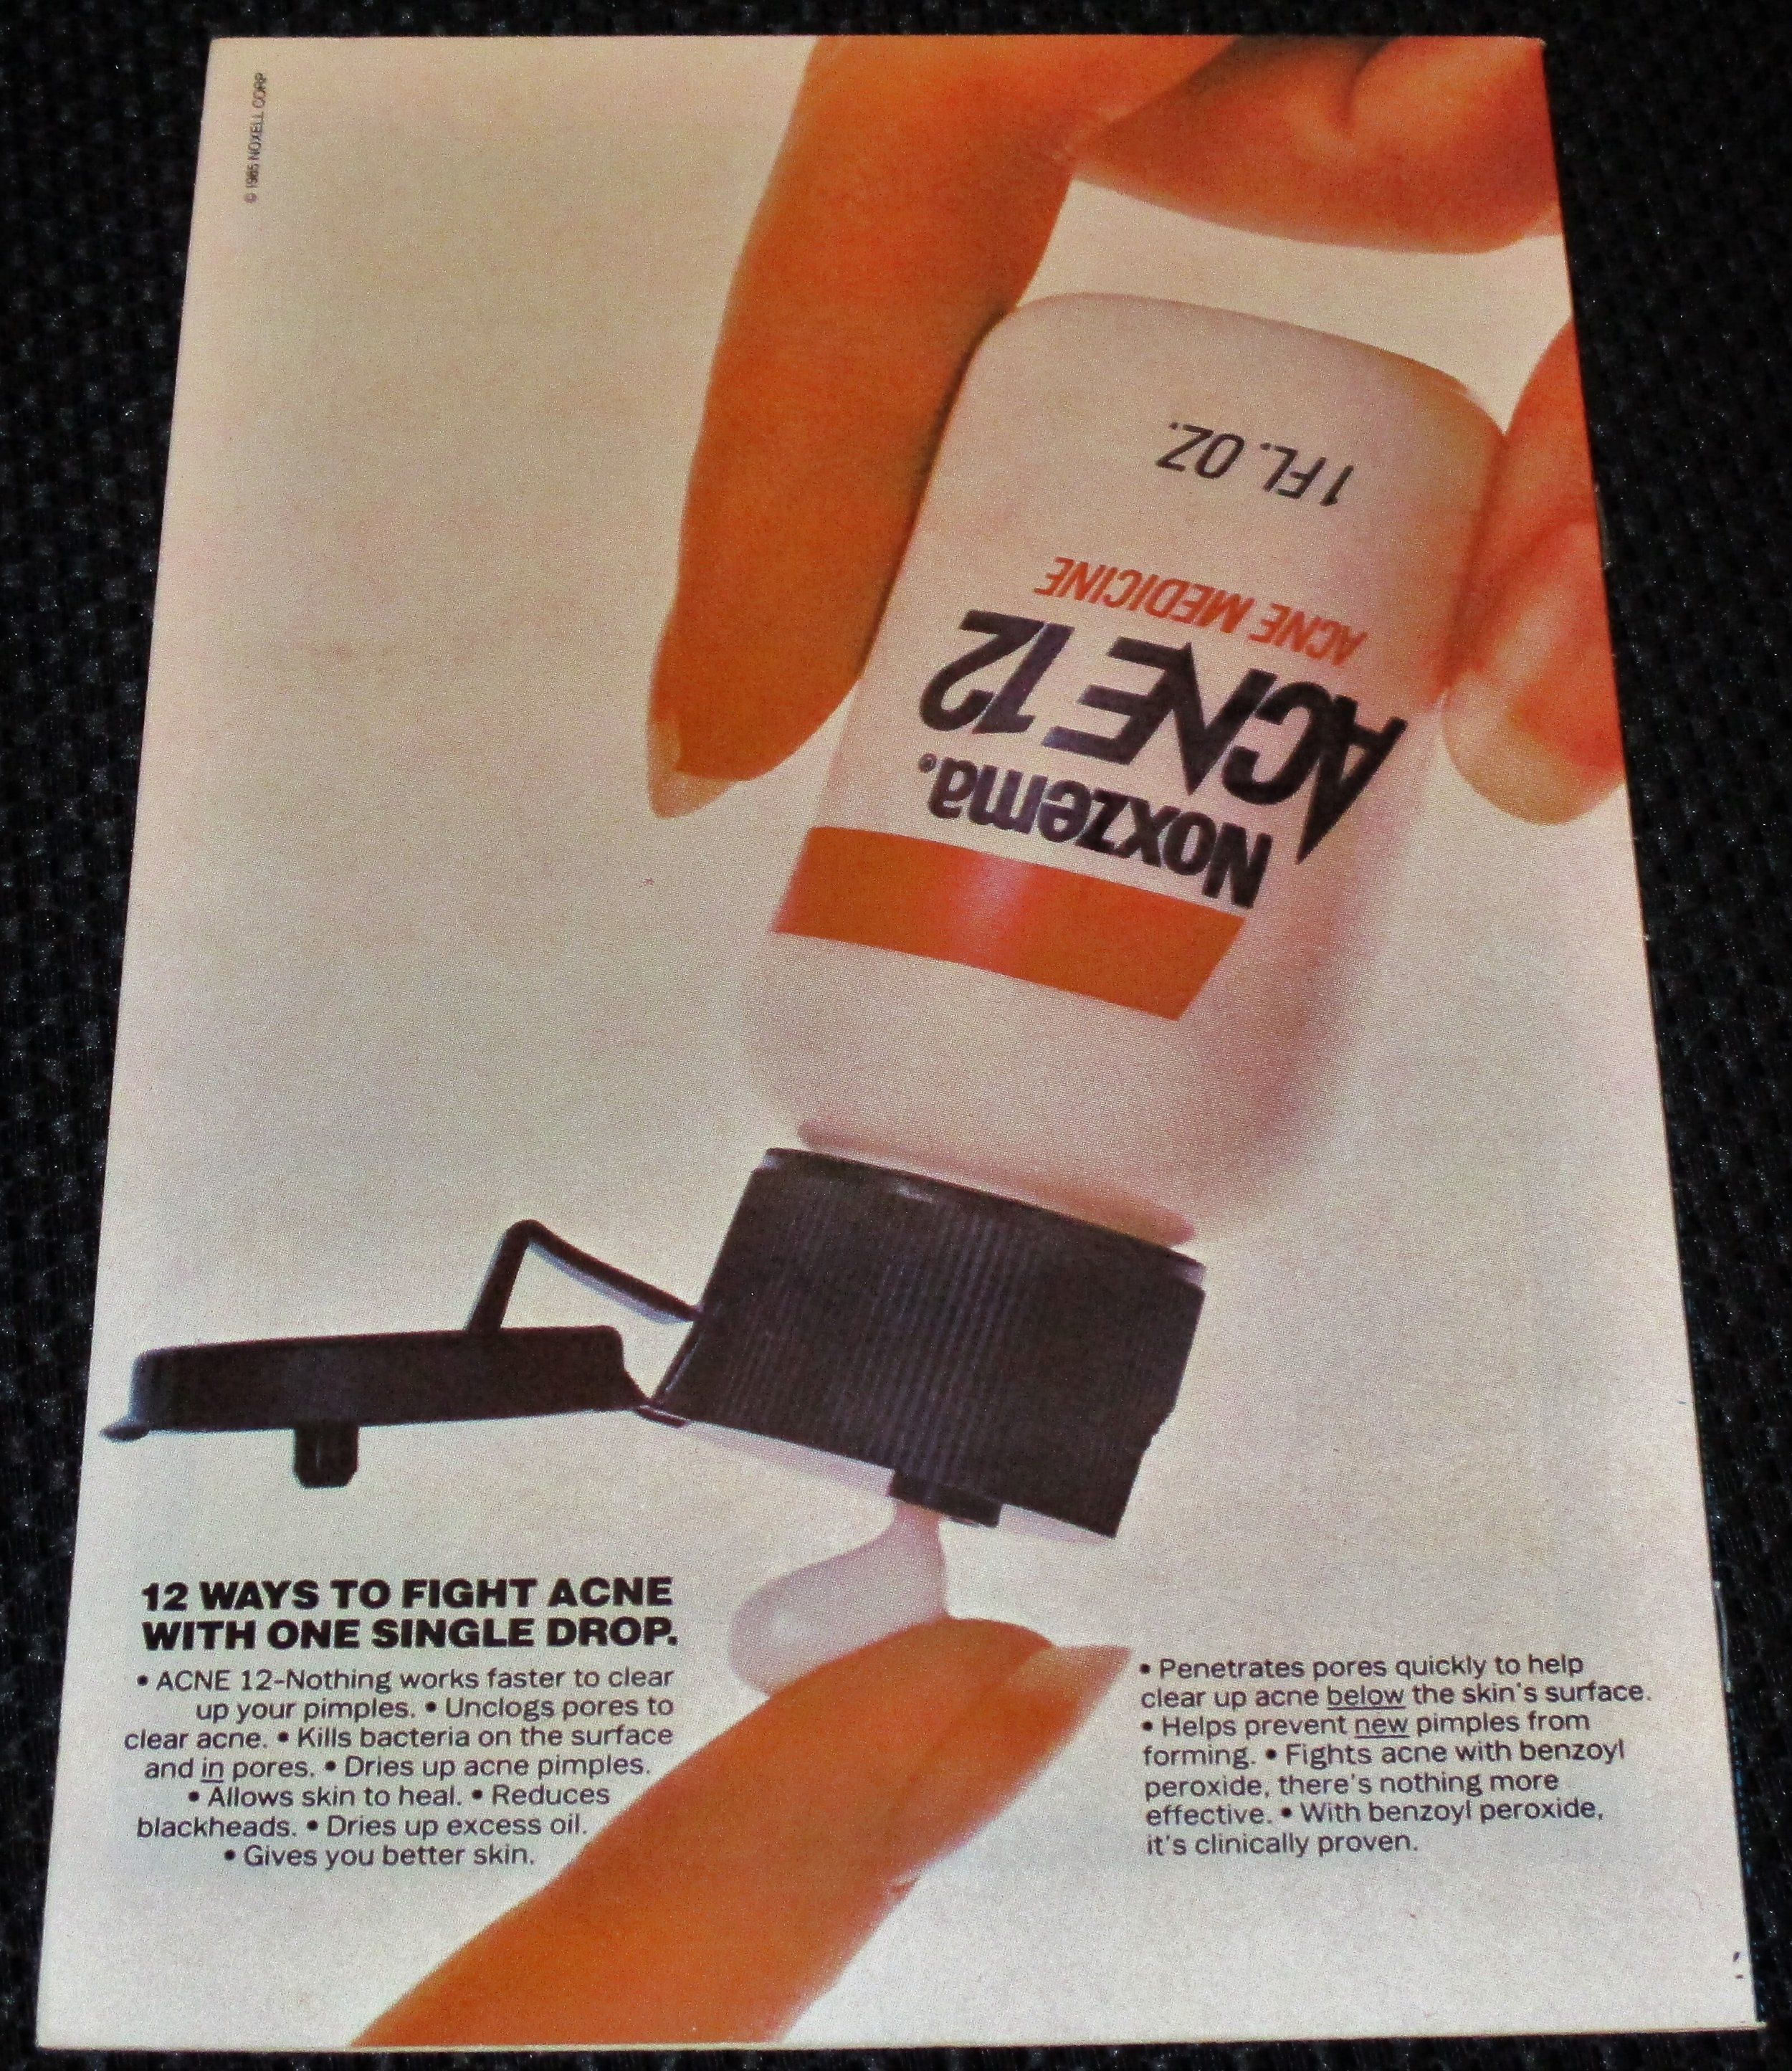 © 1985 NOXELL CORP
Noxzema®
ACNE 12
ACNE MEDICINE
1 FL. OZ.
12 WAYS TO FIGHT ACNE
WITH ONE SINGLE DROP.
• ACNE 12-Nothing works faster to clear
up your pimples. • Unclogs pores to
clear acne. • Kills bacteria on the surface
and in pores. • Dries up acne pimples.
• Allows skin to heal. • Reduces
blackheads. • Dries up excess oil.
• Gives you better skin.
• Penetrates pores quickly to help
clear up acne below the skin's surface.
• Helps prevent new pimples from
forming. • Fights acne with benzoyl
peroxide, there's nothing more
effective. • With benzoyl peroxide,
it's clinically proven.